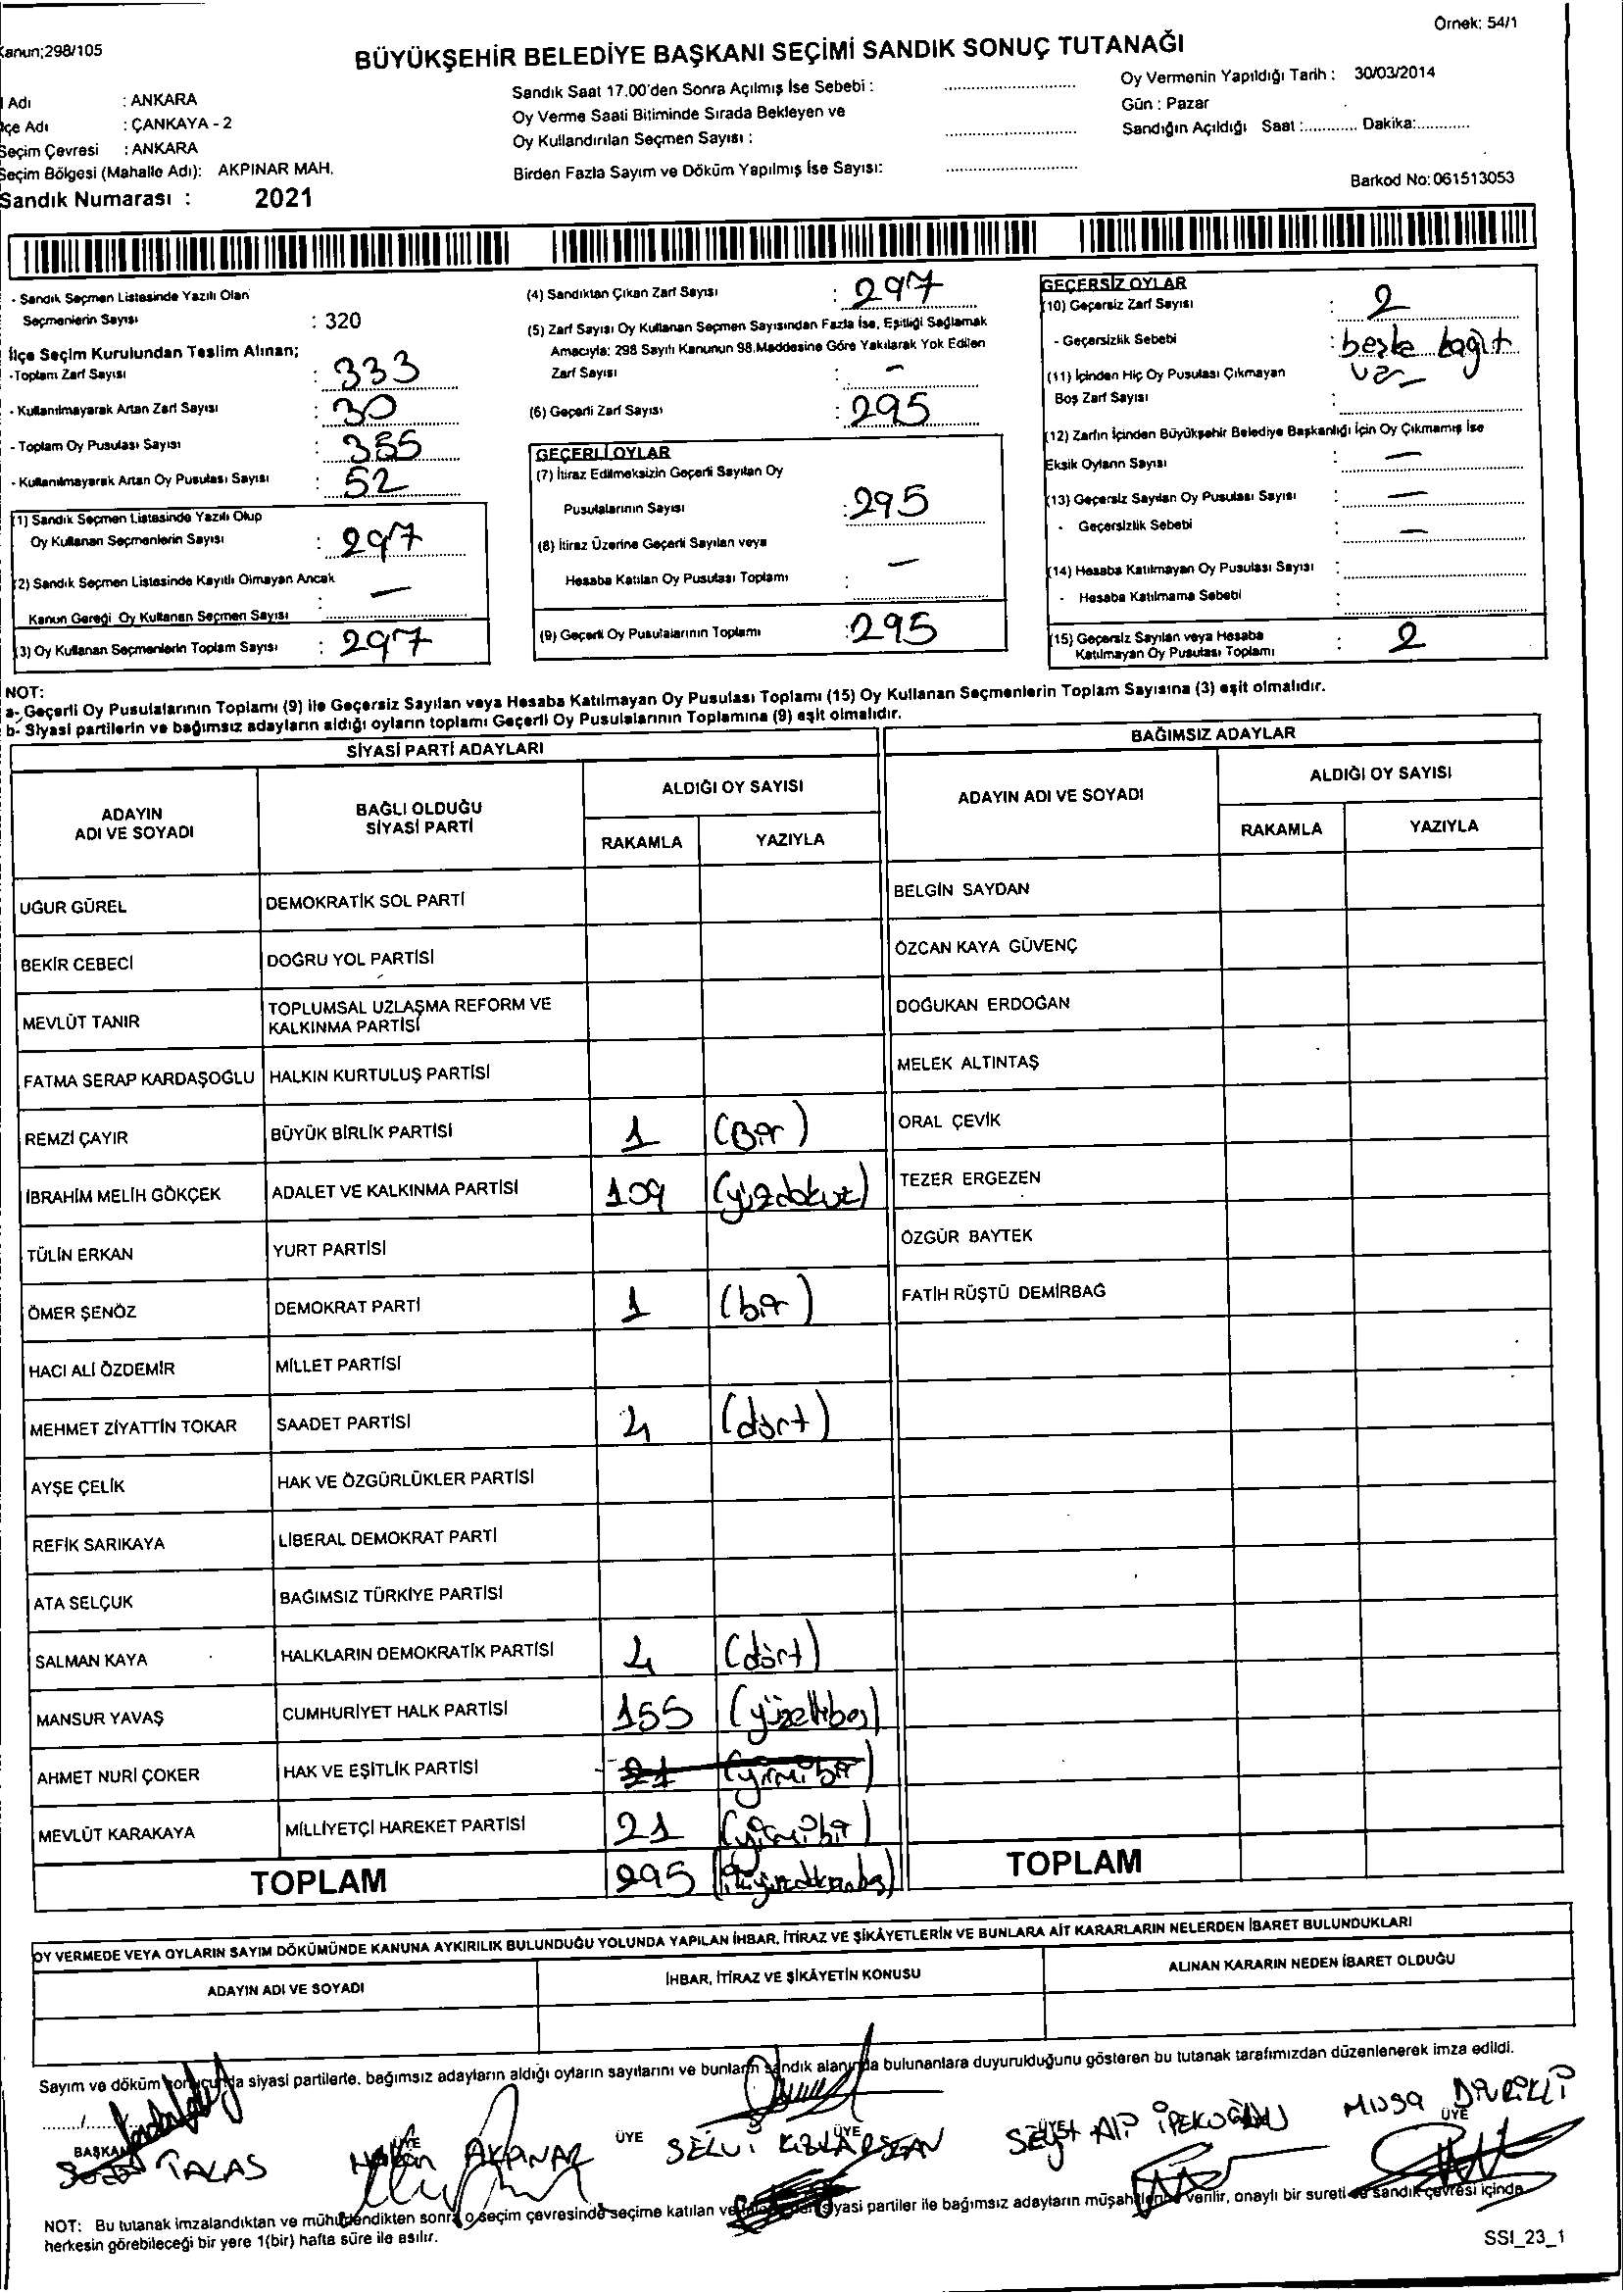 Kanun;298/105
Örnek: 54/1
BÜYÜKŞEHİR BELEDİYE BAŞKANI SEÇİMİ SANDIK SONUÇ TUTANAĞI
Adı : ANKARA
İlçe Adı : ÇANKAYA - 2
Seçim Çevresi : ANKARA
Seçim Bölgesi (Mahalle Adı): AKPINAR MAH.
Sandık Numarası : 2021
Sandık Saat 17.00'den Sonra Açılmış İse Sebebi :
Oy Verme Saati Bitiminde Sırada Bekleyen ve
Oy Kullandırılan Seçmen Sayısı :
Birden Fazla Sayım ve Döküm Yapılmış İse Sayısı:
Oy Vermenin Yapıldığı Tarih : 30/03/2014
Gün : Pazar
Sandığın Açıldığı Saat :............ Dakika:............
Barkod No: 061513053
- Sandık Seçmen Listesinde Yazılı Olan
Seçmenlerin Sayısı : 320
İlçe Seçim Kurulundan Teslim Alınan;
-Toplam Zarf Sayısı : 333
- Kullanılmayarak Artan Zarf Sayısı : 30
- Toplam Oy Pusulası Sayısı : 355
- Kullanılmayarak Artan Oy Pusulası Sayısı : 52
(1) Sandık Seçmen Listesinde Yazılı Olup
Oy Kullanan Seçmenlerin Sayısı : 297
(2) Sandık Seçmen Listesinde Kayıtlı Olmayan Ancak
Kanun Gereği Oy Kullanan Seçmen Sayısı : —
(3) Oy Kullanan Seçmenlerin Toplam Sayısı : 297
(4) Sandıktan Çıkan Zarf Sayısı : 297
(5) Zarf Sayısı Oy Kullanan Seçmen Sayısından Fazla İse, Eşitliği Sağlamak
Amacıyla: 298 Sayılı Kanunun 98.Maddesine Göre Yakılarak Yok Edilen
Zarf Sayısı : —
(6) Geçerli Zarf Sayısı : 295
GEÇERLİ OYLAR
(7) İtiraz Edilmeksizin Geçerli Sayılan Oy
Pusulalarının Sayısı : 295
(8) İtiraz Üzerine Geçerli Sayılan veya
Hesaba Katılan Oy Pusulası Toplamı : —
(9) Geçerli Oy Pusulalarının Toplamı : 295
GEÇERSİZ OYLAR
(10) Geçersiz Zarf Sayısı : 2
- Geçersizlik Sebebi : başka kağıt
var
(11) İçinden Hiç Oy Pusulası Çıkmayan
Boş Zarf Sayısı :
(12) Zarfın İçinden Büyükşehir Belediye Başkanlığı İçin Oy Çıkmamış İse
Eksik Oyların Sayısı : —
(13) Geçersiz Sayılan Oy Pusulası Sayısı : —
- Geçersizlik Sebebi : —
(14) Hesaba Katılmayan Oy Pusulası Sayısı :
- Hesaba Katılmama Sebebi :
(15) Geçersiz Sayılan veya Hesaba
Katılmayan Oy Pusulası Toplamı : 2
NOT:
a- Geçerli Oy Pusulalarının Toplamı (9) ile Geçersiz Sayılan veya Hesaba Katılmayan Oy Pusulası Toplamı (15) Oy Kullanan Seçmenlerin Toplam Sayısına (3) eşit olmalıdır.
b- Siyasi partilerin ve bağımsız adayların aldığı oyların toplamı Geçerli Oy Pusulalarının Toplamına (9) eşit olmalıdır.
SİYASİ PARTİ ADAYLARI
ADAYIN
ADI VE SOYADI
BAĞLI OLDUĞU
SİYASİ PARTİ
ALDIĞI OY SAYISI
RAKAMLA YAZIYLA
UĞUR GÜREL DEMOKRATİK SOL PARTİ
BEKİR CEBECİ DOĞRU YOL PARTİSİ
MEVLÜT TANIR TOPLUMSAL UZLAŞMA REFORM VE
KALKINMA PARTİSİ
FATMA SERAP KARDAŞOĞLU HALKIN KURTULUŞ PARTİSİ
REMZİ ÇAYIR BÜYÜK BİRLİK PARTİSİ 1 (Bir)
İBRAHİM MELİH GÖKÇEK ADALET VE KALKINMA PARTİSİ 109 (yüzdokuz)
TÜLİN ERKAN YURT PARTİSİ
ÖMER ŞENÖZ DEMOKRAT PARTİ 1 (bir)
HACI ALİ ÖZDEMİR MİLLET PARTİSİ
MEHMET ZİYATTİN TOKAR SAADET PARTİSİ 4 (dört)
AYŞE ÇELİK HAK VE ÖZGÜRLÜKLER PARTİSİ
REFİK SARIKAYA LİBERAL DEMOKRAT PARTİ
ATA SELÇUK BAĞIMSIZ TÜRKİYE PARTİSİ
SALMAN KAYA HALKLARIN DEMOKRATİK PARTİSİ 4 (dört)
MANSUR YAVAŞ CUMHURİYET HALK PARTİSİ 155 (yüzellibeş)
AHMET NURİ ÇOKER HAK VE EŞİTLİK PARTİSİ - 21 (yirmibir)
MEVLÜT KARAKAYA MİLLİYETÇİ HAREKET PARTİSİ 21 (yirmibir)
TOPLAM 295 (ikiyüzdoksanbeş)
BAĞIMSIZ ADAYLAR
ADAYIN ADI VE SOYADI
ALDIĞI OY SAYISI
RAKAMLA YAZIYLA
BELGİN SAYDAN
ÖZCAN KAYA GÜVENÇ
DOĞUKAN ERDOĞAN
MELEK ALTINTAŞ
ORAL ÇEVİK
TEZER ERGEZEN
ÖZGÜR BAYTEK
FATİH RÜŞTÜ DEMİRBAĞ
TOPLAM
OY VERMEDE VEYA OYLARIN SAYIM DÖKÜMÜNDE KANUNA AYKIRILIK BULUNDUĞU YOLUNDA YAPILAN İHBAR, İTİRAZ VE ŞİKÂYETLERİN VE BUNLARA AİT KARARLARIN NELERDEN İBARET BULUNDUKLARI
ADAYIN ADI VE SOYADI
İHBAR, İTİRAZ VE ŞİKÂYETİN KONUSU
ALINAN KARARIN NEDEN İBARET OLDUĞU
Sayım ve döküm sonucunda siyasi partilerle, bağımsız adayların aldığı oyların sayılarını ve bunların sandık alanında bulunanlara duyurulduğunu gösteren bu tutanak tarafımızdan düzenlenerek imza edildi.
BAŞKAN ÜYE ÜYE ÜYE ÜYE ÜYE
TALAS
Hakan AKPINAR
SELVİ KIZILARSLAN
ALP İPEKOĞLU
MUSA DİVRİKLİ
NOT: Bu tutanak imzalandıktan ve mühürlendikten sonra o seçim çevresinde seçime katılan ve siyasi partiler ile bağımsız adayların müşahitlerine verilir, onaylı bir sureti de sandık çevresi içinde
herkesin görebileceği bir yere 1(bir) hafta süre ile asılır.
SSI_23_1